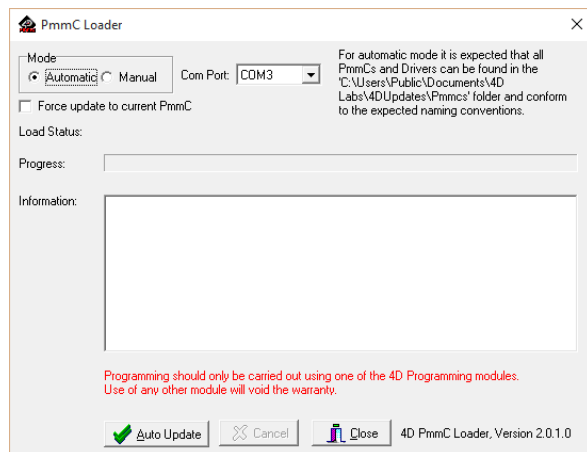 PmmC Loader
Mode
Automatic Manual
Com Port: COM3
For automatic mode it is expected that all
PmmCs and Drivers can be found in the
'C:\Users\Public\Documents\4D
Labs\4DUpdates\Pmmcs' folder and conform
to the expected naming conventions.
Force update to current PmmC
Load Status:
Progress:
Information:
Programming should only be carried out using one of the 4D Programming modules.
Use of any other module will void the warranty.
Auto Update Cancel Close 4D PmmC Loader, Version 2.0.1.0